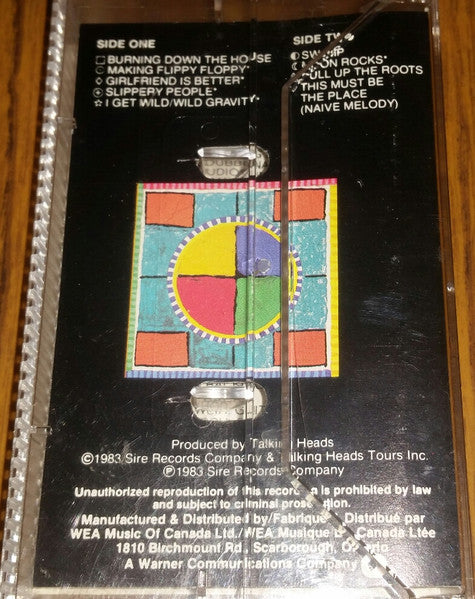 SIDE ONE
BURNING DOWN THE HOUSE
MAKING FLIPPY FLOPPY*
GIRLFRIEND IS BETTER*
SLIPPERY PEOPLE*
I GET WILD/WILD GRAVITY*
SIDE TWO
SWAMP
MOON ROCKS*
PULL UP THE ROOTS
THIS MUST BE
THE PLACE
(NAIVE MELODY)
Produced by Talking Heads
©1983 Sire Records Company & Talking Heads Tours Inc.
℗1983 Sire Records Company
Unauthorized reproduction of this recording is prohibited by law
and subject to criminal prosecution.
Manufactured & Distributed by/Fabriqué Distribué par
WEA Music Of Canada Ltd./WEA Musique Du Canada Ltée
1810 Birchmount Rd., Scarborough, Ontario
A Warner Communications Company